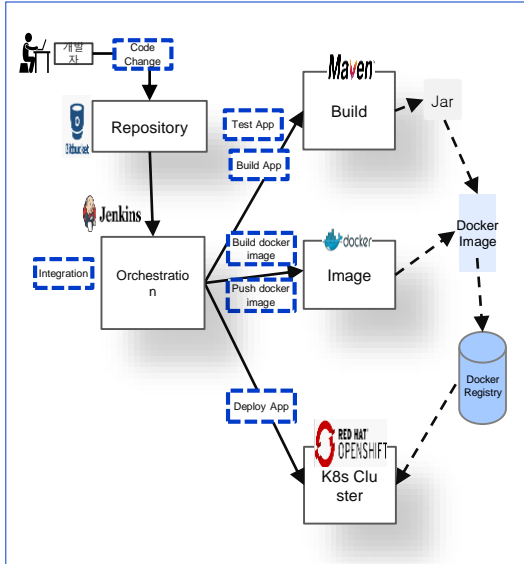 개발
자
Code
Change
Maven
Build
Jar
Bitbucket
Repository
Test App
Build App
Jenkins
Docker
Image
Integration
Orchestratio
n
Build docker
image
Push docker
image
docker
Image
Docker
Registry
Deploy App
RED HAT®
OPENSHIFT
K8s Clu
ster